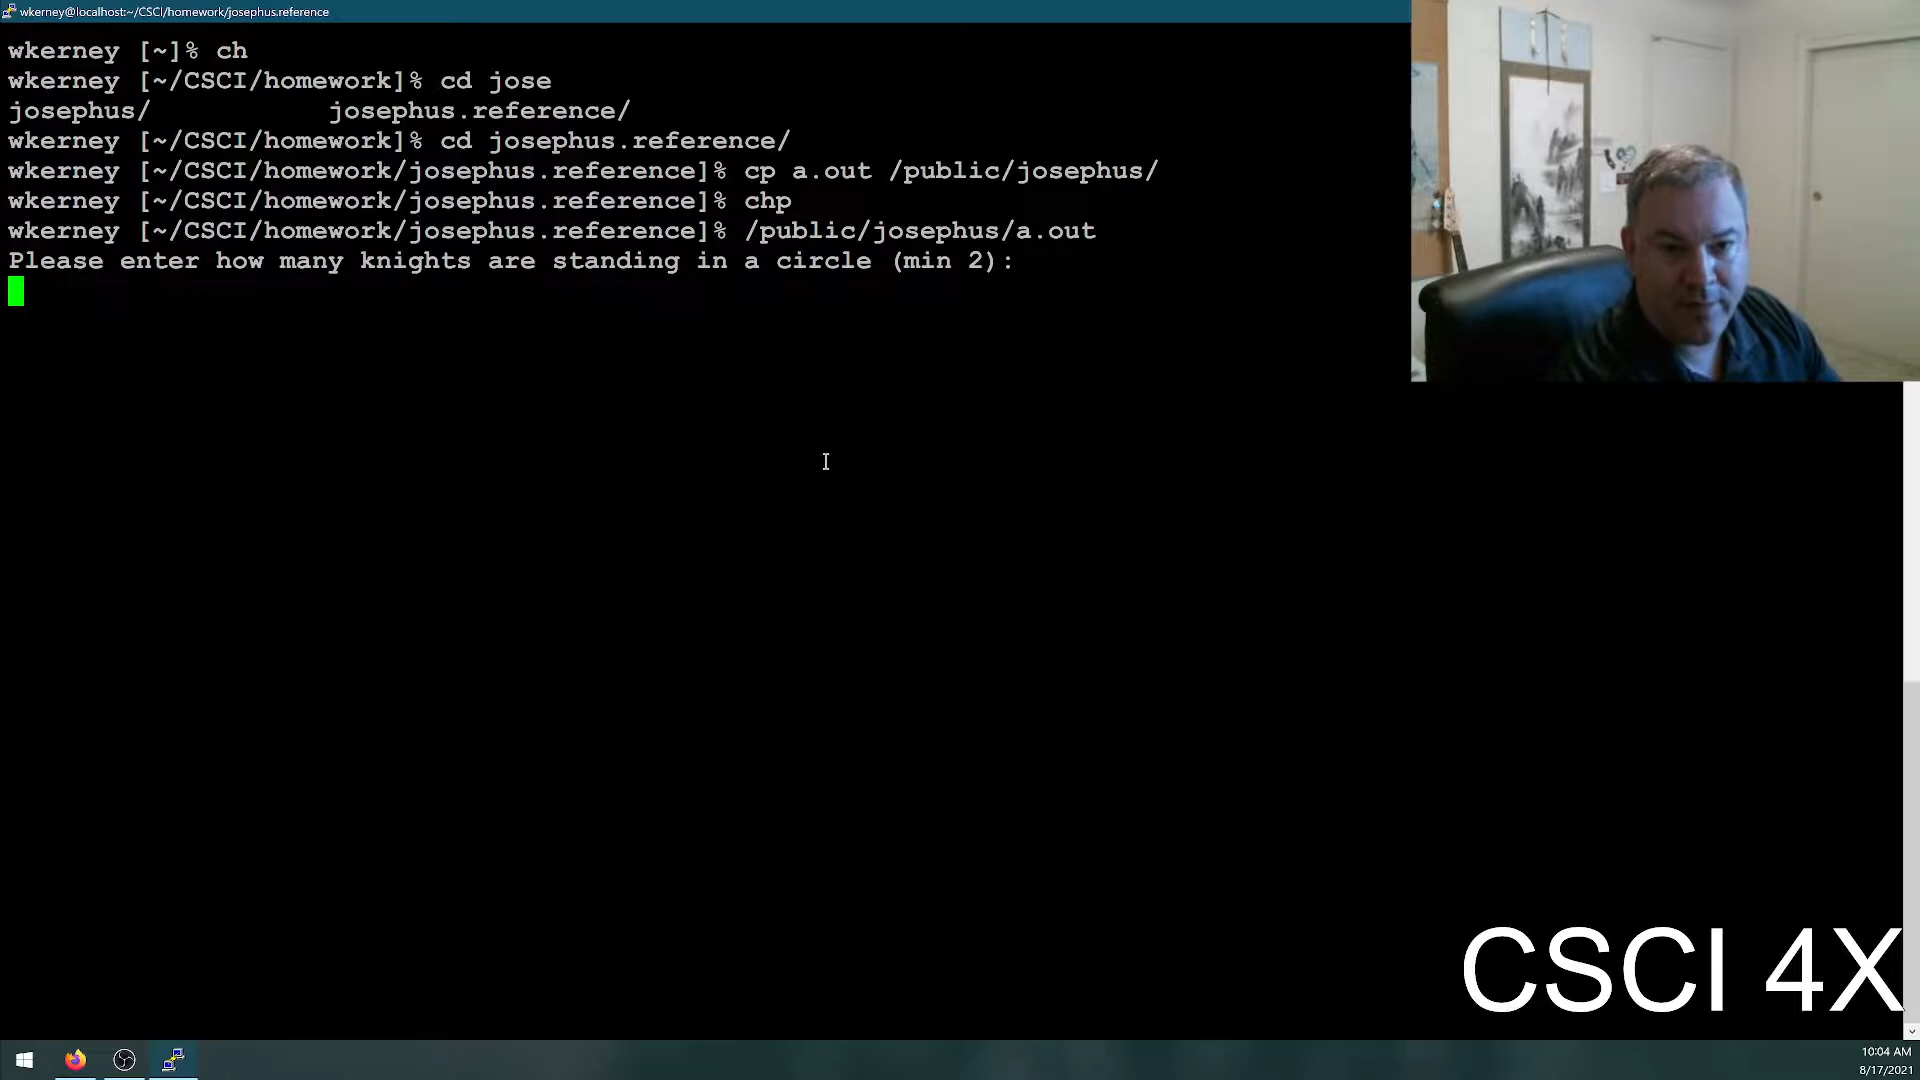 wkerney@localhost:~/CSCI/homework/josephus.reference
wkerney [~]% ch
wkerney [~/CSCI/homework]% cd jose
josephus/ josephus.reference/
wkerney [~/CSCI/homework]% cd josephus.reference/
wkerney [~/CSCI/homework/josephus.reference]% cp a.out /public/josephus/
wkerney [~/CSCI/homework/josephus.reference]% chp
wkerney [~/CSCI/homework/josephus.reference]% /public/josephus/a.out
Please enter how many knights are standing in a circle (min 2):
CSCI 4X
10:04 AM
8/17/2021